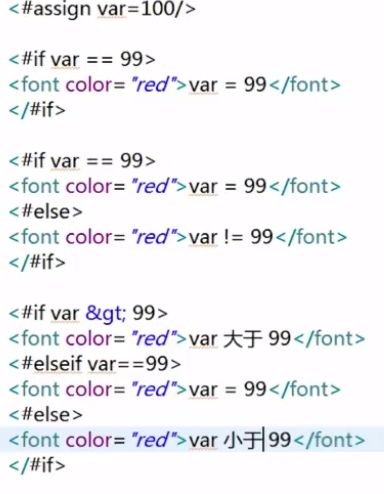 <#assign var=100/>
<#if var == 99>
<font color= "red">var = 99</font>
</#if>
<#if var == 99>
<font color= "red">var = 99</font>
<#else>
<font color= "red">var != 99</font>
</#if>
<#if var &gt; 99>
<font color= "red">var 大于 99</font>
<#elseif var==99>
<font color= "red">var = 99</font>
<#else>
<font color= "red">var 小于 99</font>
</#if>